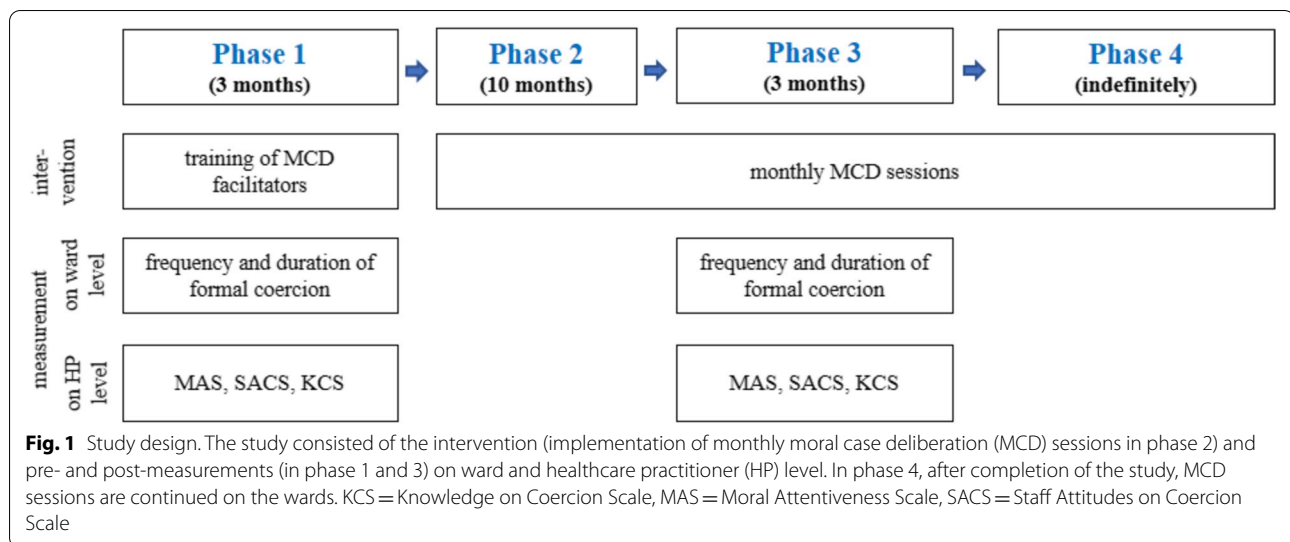 Phase 1
(3 months)
Phase 2
(10 months)
Phase 3
(3 months)
Phase 4
(indefinitely)
inter-
vention
training of MCD
facilitators
monthly MCD sessions
measurement
on ward
level
frequency and duration of
formal coercion
frequency and duration of
formal coercion
on HP
level
MAS, SACS, KCS
MAS, SACS, KCS
Fig. 1 Study design. The study consisted of the intervention (implementation of monthly moral case deliberation (MCD) sessions in phase 2) and
pre- and post-measurements (in phase 1 and 3) on ward and healthcare practitioner (HP) level. In phase 4, after completion of the study, MCD
sessions are continued on the wards. KCS = Knowledge on Coercion Scale, MAS = Moral Attentiveness Scale, SACS = Staff Attitudes on Coercion
Scale